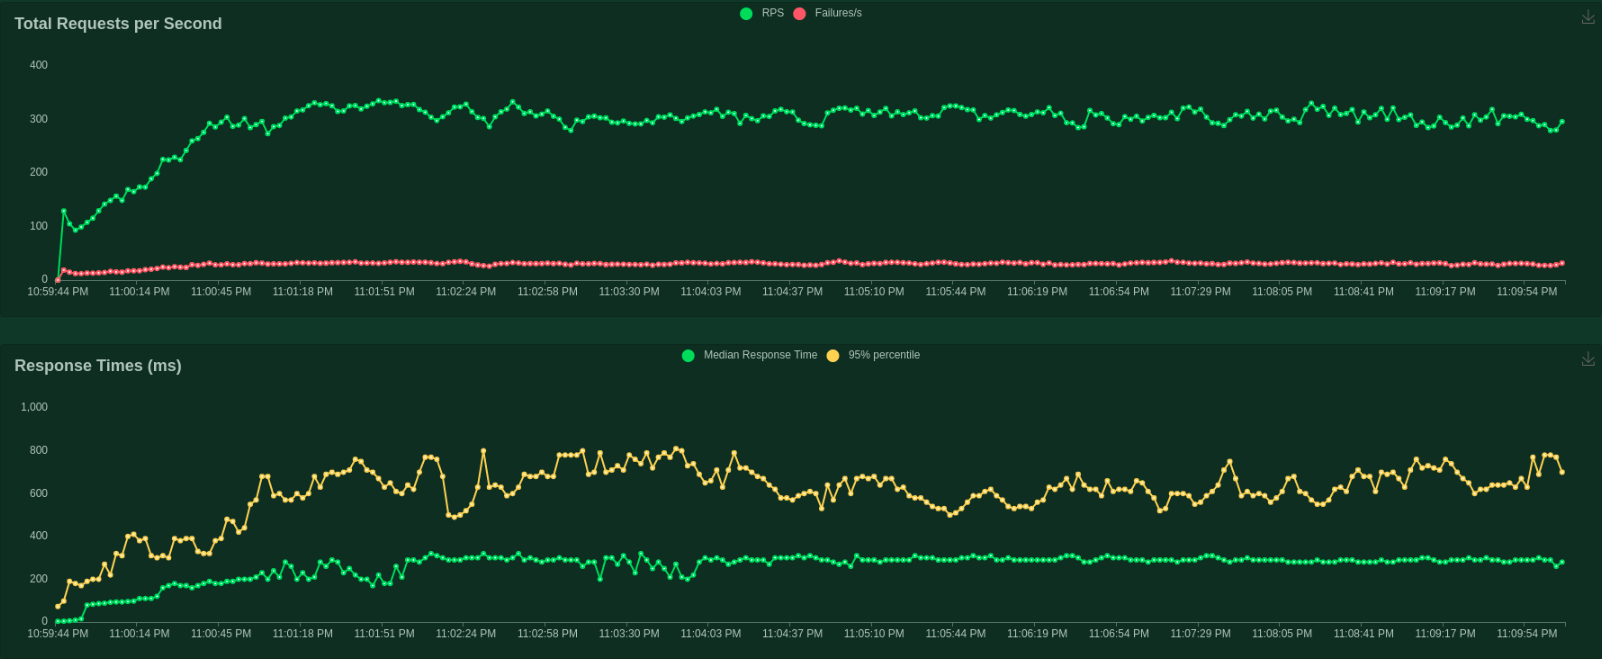 RPS Failures/s
Total Requests per Second
400
300
200
100
0
10:59:44 PM 11:00:14 PM 11:00:45 PM 11:01:18 PM 11:01:51 PM 11:02:24 PM 11:02:58 PM 11:03:30 PM 11:04:03 PM 11:04:37 PM 11:05:10 PM 11:05:44 PM 11:06:19 PM 11:06:54 PM 11:07:29 PM 11:08:05 PM 11:08:41 PM 11:09:17 PM 11:09:54 PM
Median Response Time 95% percentile
Response Times (ms)
1,000
800
600
400
200
0
10:59:44 PM 11:00:14 PM 11:00:45 PM 11:01:18 PM 11:01:51 PM 11:02:24 PM 11:02:58 PM 11:03:30 PM 11:04:03 PM 11:04:37 PM 11:05:10 PM 11:05:44 PM 11:06:19 PM 11:06:54 PM 11:07:29 PM 11:08:05 PM 11:08:41 PM 11:09:17 PM 11:09:54 PM